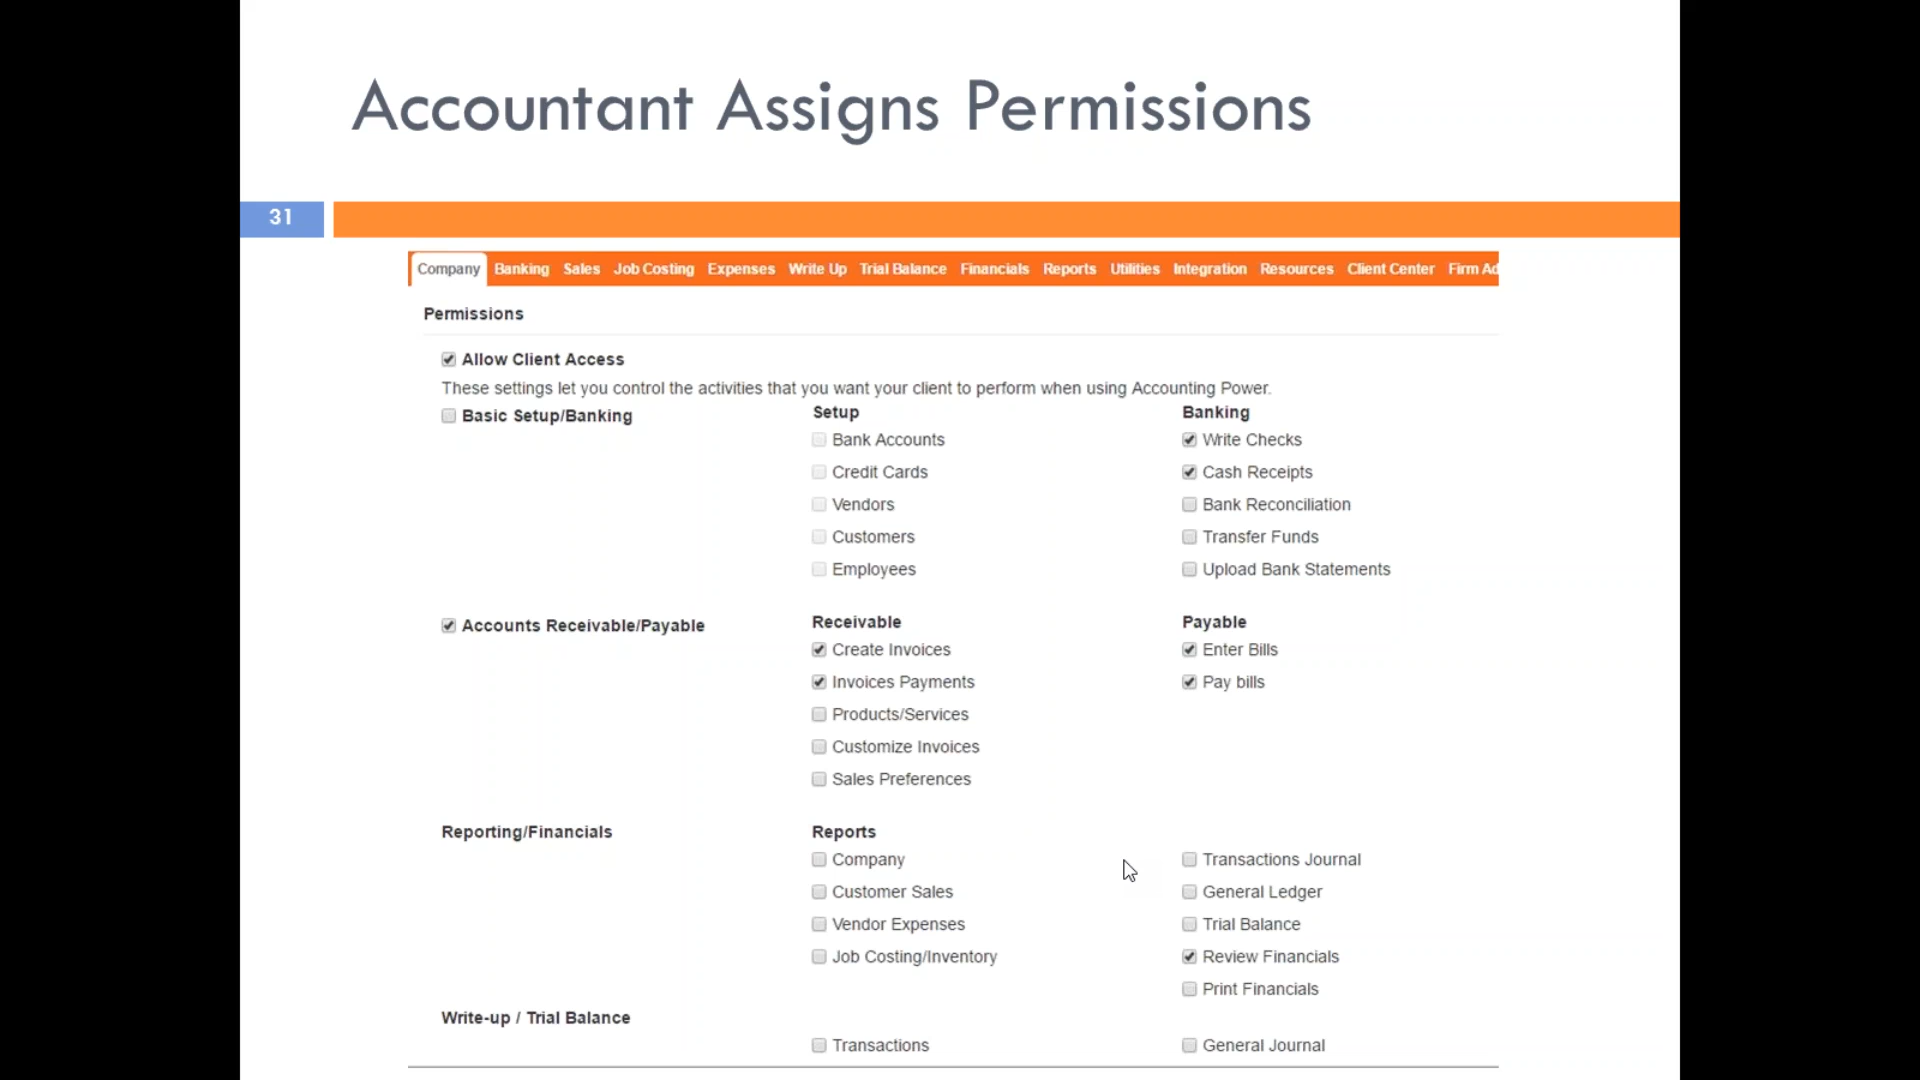 Accountant Assigns Permissions
31
Company Banking Sales Job Costing Expenses Write Up Trial Balance Financials Reports Utilities Integration Resources Client Center Firm Ad
Permissions
Allow Client Access
These settings let you control the activities that you want your client to perform when using Accounting Power.
Basic Setup/Banking
Setup
Bank Accounts
Credit Cards
Vendors
Customers
Employees
Banking
Write Checks
Cash Receipts
Bank Reconciliation
Transfer Funds
Upload Bank Statements
Accounts Receivable/Payable
Receivable
Create Invoices
Invoices Payments
Products/Services
Customize Invoices
Sales Preferences
Payable
Enter Bills
Pay bills
Reporting/Financials
Reports
Company
Customer Sales
Vendor Expenses
Job Costing/Inventory
Transactions Journal
General Ledger
Trial Balance
Review Financials
Print Financials
Write-up / Trial Balance
Transactions
General Journal